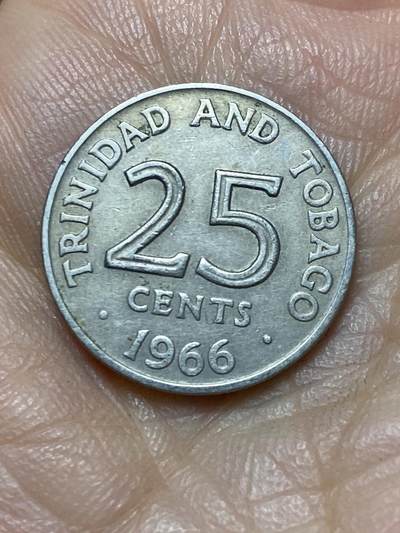 TRINIDAD AND TOBAGO
25
CENTS
· 1966 ·